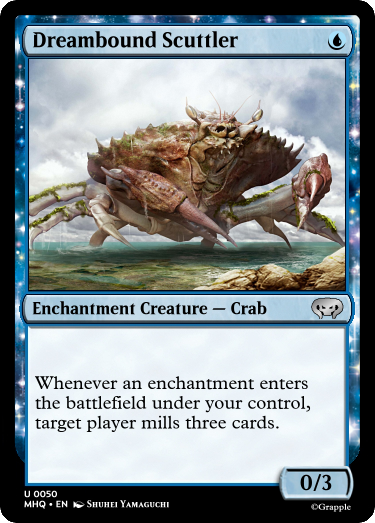 Dreambound Scuttler
Enchantment Creature — Crab
Whenever an enchantment enters
the battlefield under your control,
target player mills three cards.
0/3
U 0050
MHQ • EN Shuhei Yamaguchi
©Grapple